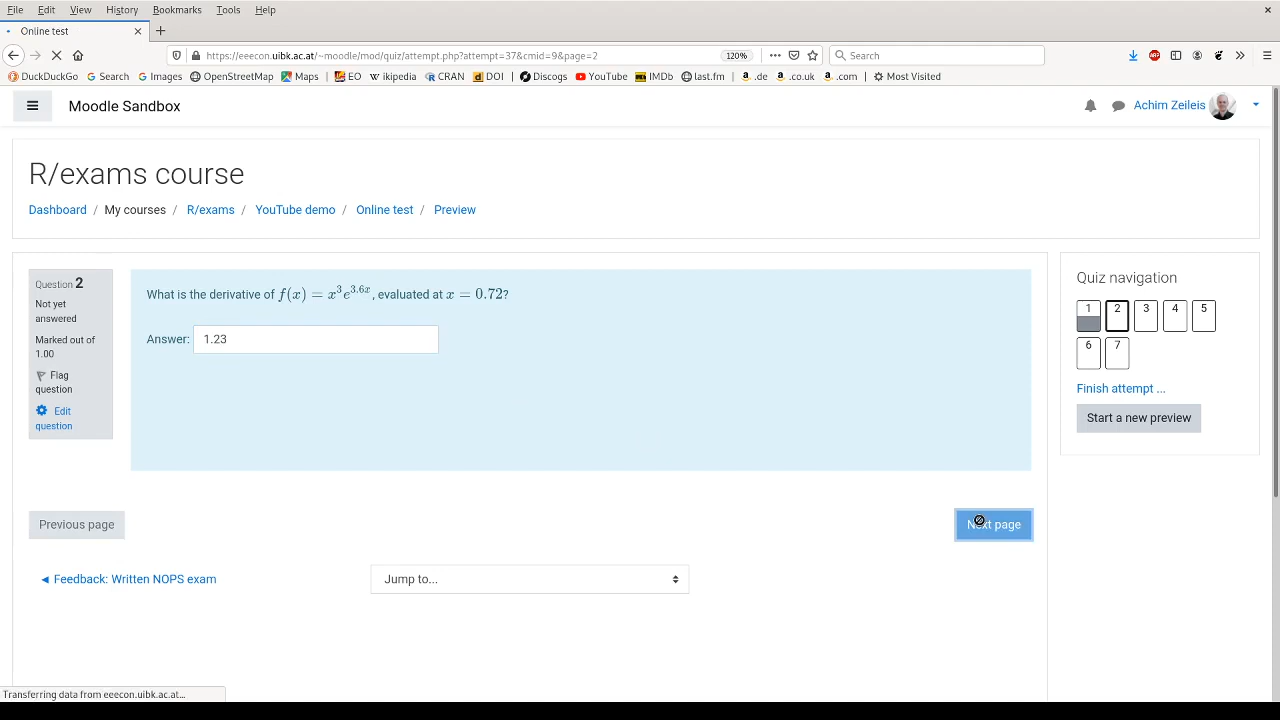 File Edit View History Bookmarks Tools Help
Online test
https://eeecon.uibk.ac.at/~moodle/mod/quiz/attempt.php?attempt=37&cmid=9&page=2 120% Search
DuckDuckGo Search Images OpenStreetMap Maps EO wikipedia CRAN DOI Discogs YouTube IMDb last.fm .de .co.uk .com Most Visited
Moodle Sandbox Achim Zeileis
R/exams course
Dashboard / My courses / R/exams / YouTube demo / Online test / Preview
Question 2
Not yet
answered
Marked out of
1.00
Flag
question
Edit
question
What is the derivative of f(x) = x³e^{3.6x}, evaluated at x = 0.72?
Answer: 1.23
Quiz navigation
1 2 3 4 5
6 7
Finish attempt ...
Start a new preview
Previous page Next page
◄ Feedback: Written NOPS exam Jump to...
Transferring data from eeecon.uibk.ac.at...